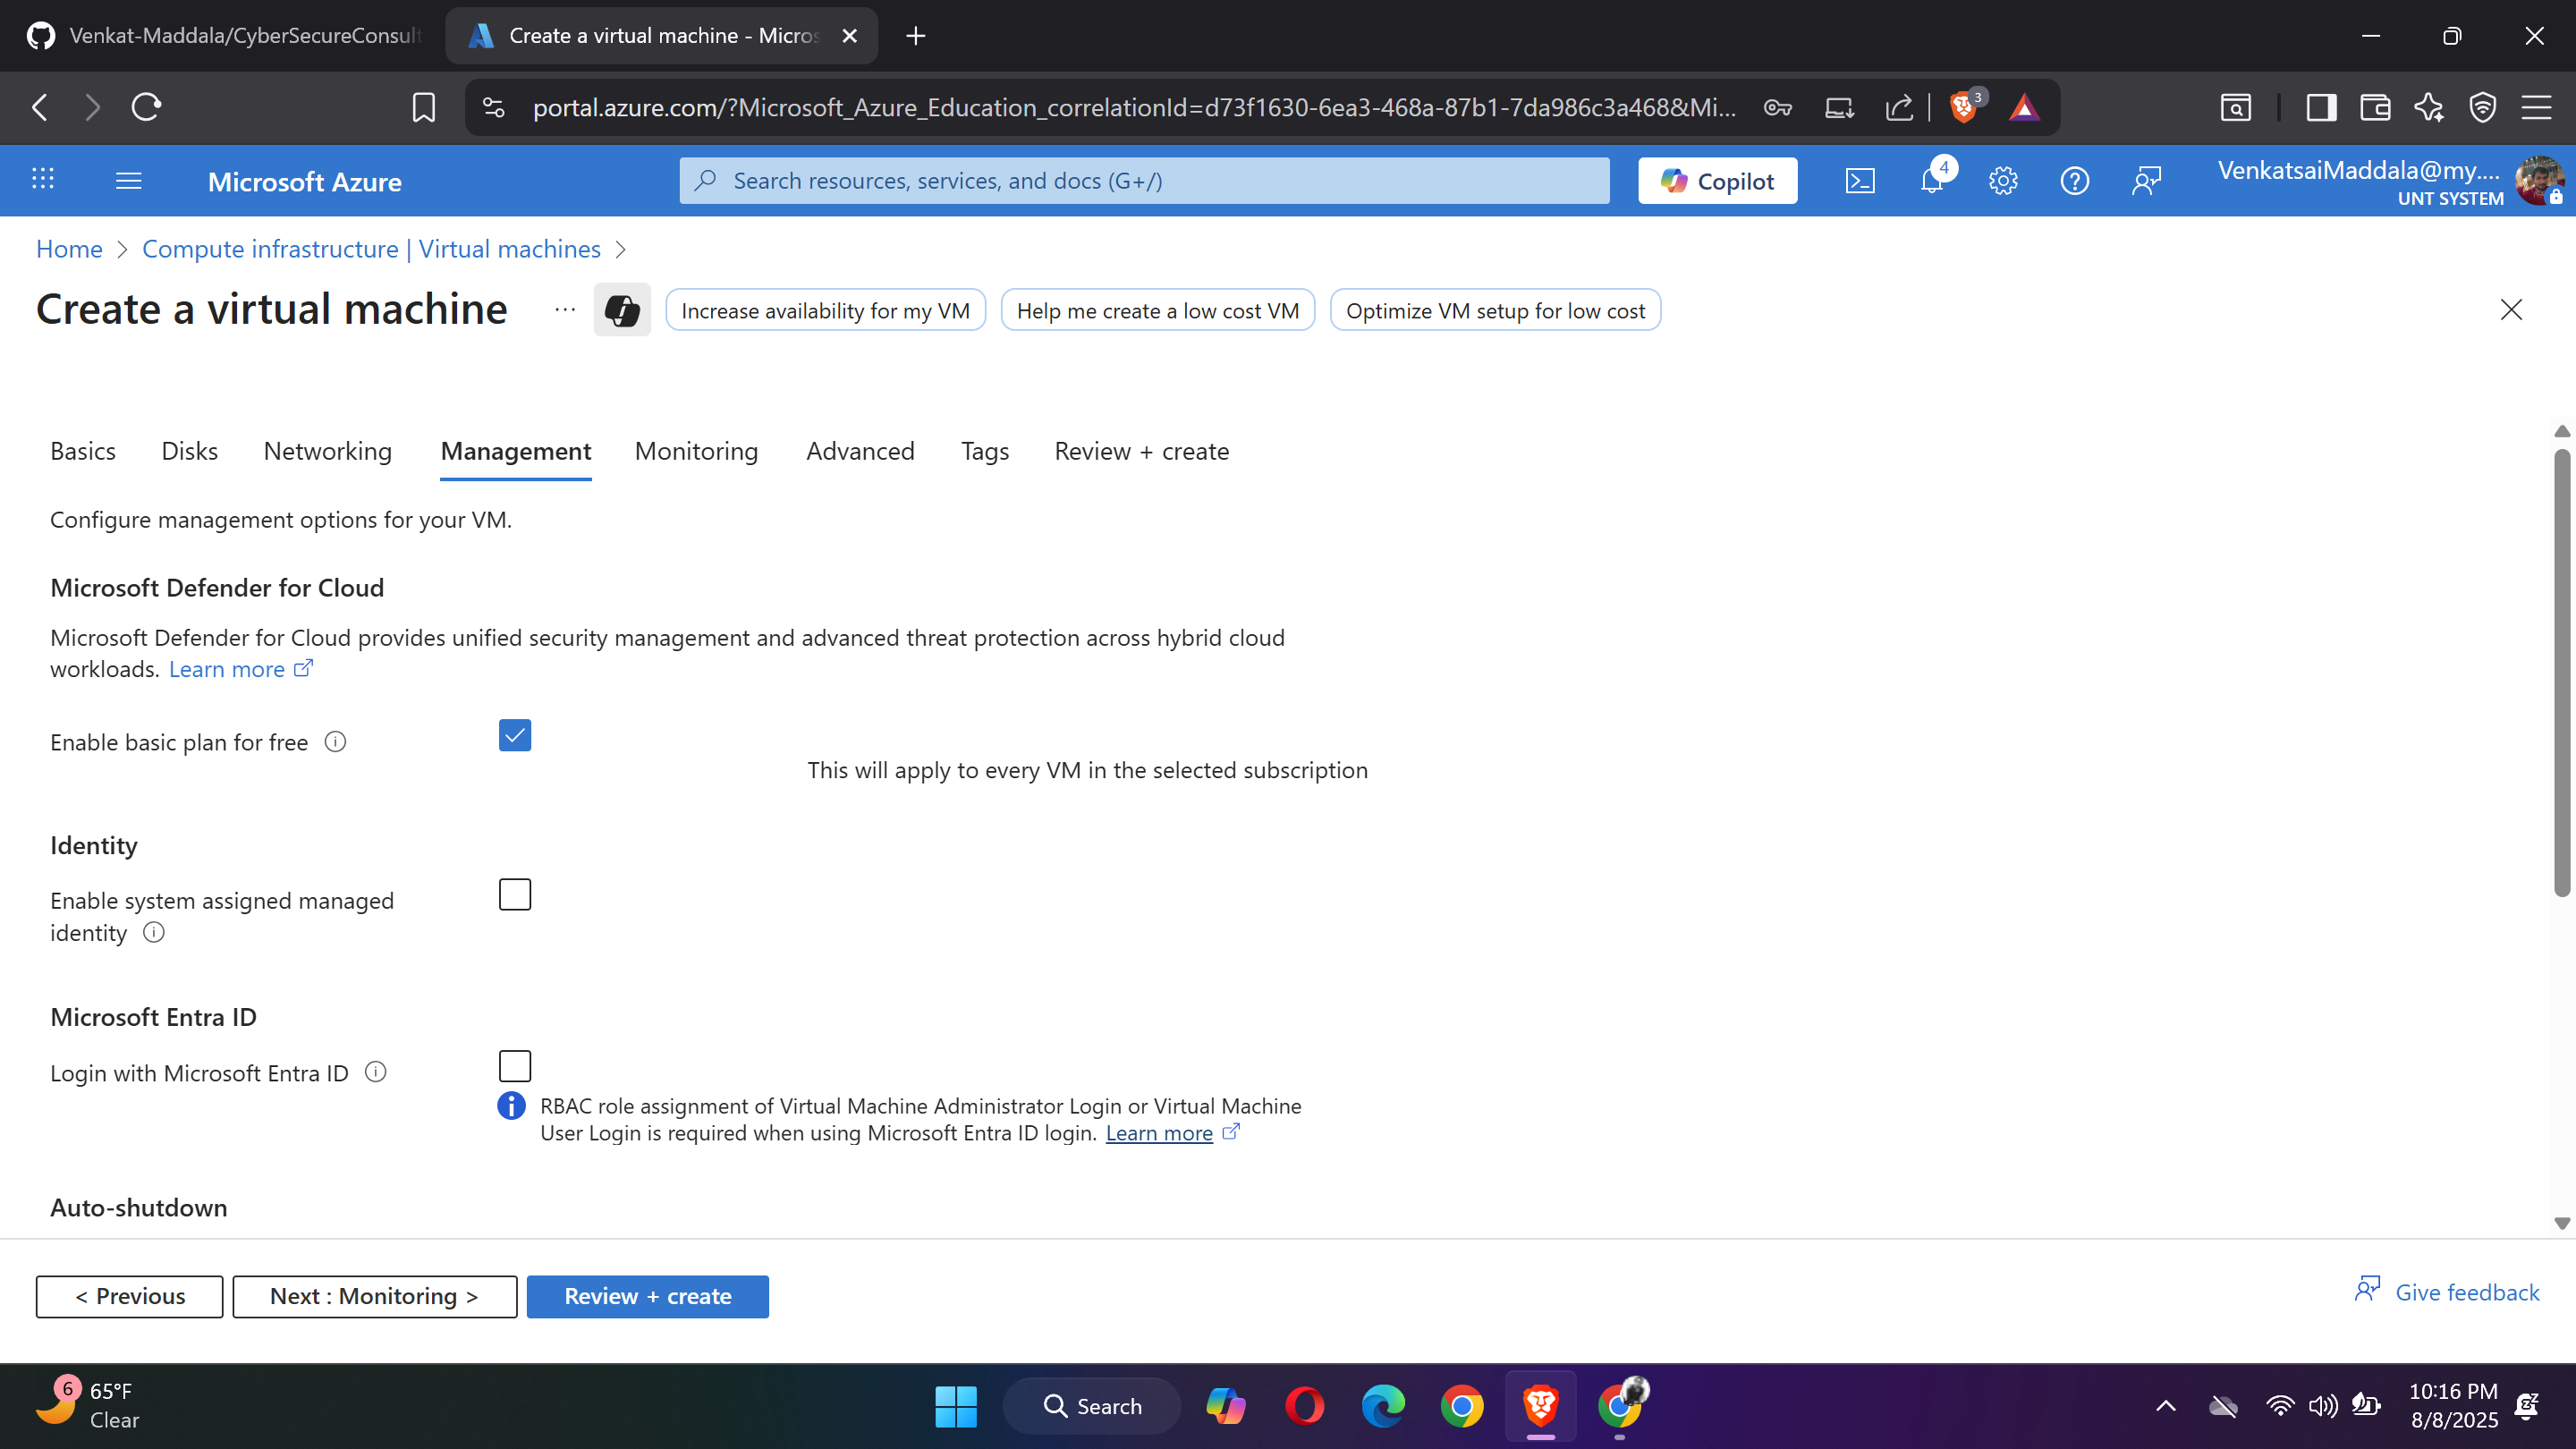 Venkat-Maddala/CyberSecureConsult
Create a virtual machine - Micros
portal.azure.com/?Microsoft_Azure_Education_correlationId=d73f1630-6ea3-468a-87b1-7da986c3a468&Mi...
3
Microsoft Azure
Search resources, services, and docs (G+/)
Copilot
4
VenkatsaiMaddala@my....
UNT SYSTEM
Home
Compute infrastructure | Virtual machines
Create a virtual machine
...
Increase availability for my VM
Help me create a low cost VM
Optimize VM setup for low cost
Basics
Disks
Networking
Management
Monitoring
Advanced
Tags
Review + create
Configure management options for your VM.
Microsoft Defender for Cloud
Microsoft Defender for Cloud provides unified security management and advanced threat protection across hybrid cloud
workloads. Learn more
Enable basic plan for free
This will apply to every VM in the selected subscription
Identity
Enable system assigned managed
identity
Microsoft Entra ID
Login with Microsoft Entra ID
RBAC role assignment of Virtual Machine Administrator Login or Virtual Machine
User Login is required when using Microsoft Entra ID login. Learn more
Auto-shutdown
< Previous
Next : Monitoring >
Review + create
Give feedback
6
65°F
Clear
Search
10:16 PM
8/8/2025